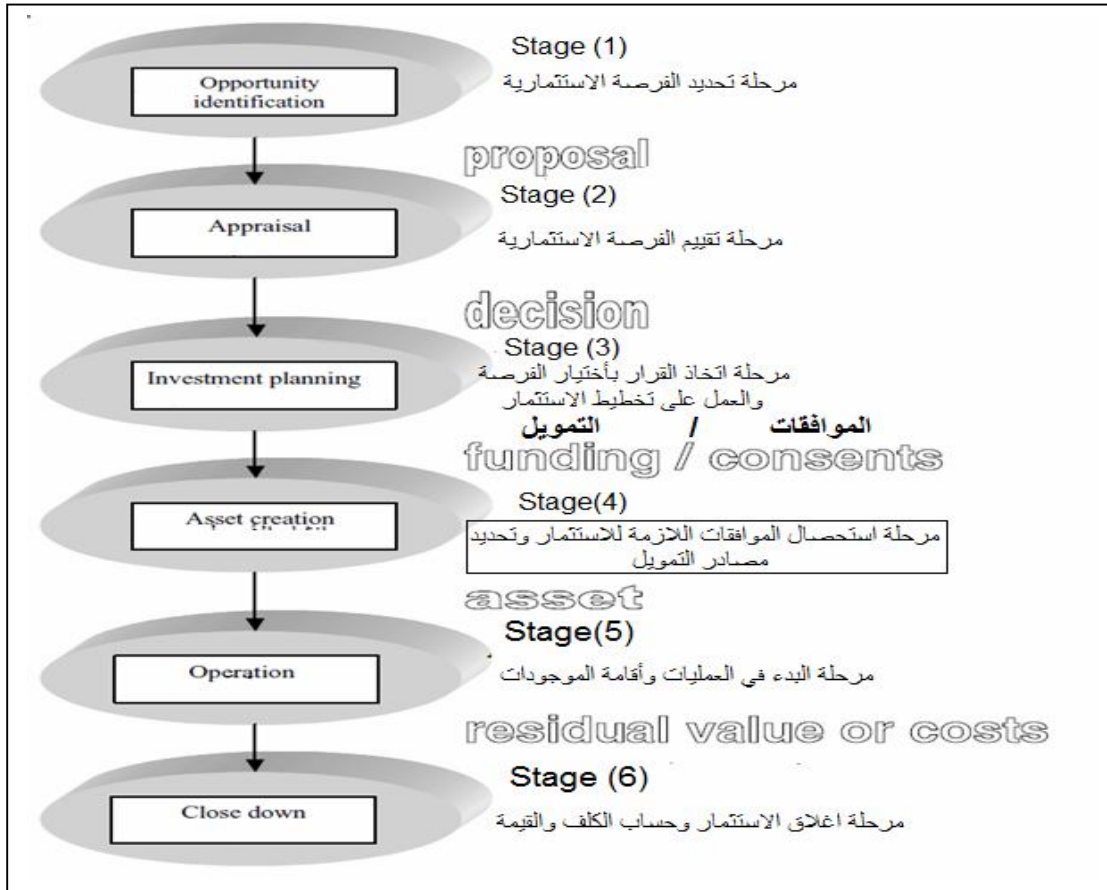 Stage (1)
Opportunity
identification
مرحلة تحديد الفرصة الاستثمارية
proposal
Stage (2)
Appraisal
مرحلة تقييم الفرصة الاستثمارية
decision
Stage (3)
Investment planning
مرحلة اتخاذ القرار بأختيار الفرصة
والعمل على تخطيط الاستثمار
الموافقات / التمويل
funding / consents
Stage(4)
Asset creation
مرحلة استحصال الموافقات اللازمة للاستثمار وتحديد
مصادر التمويل
asset
Stage(5)
Operation
مرحلة البدء في العمليات وأقامة الموجودات
residual value or costs
Stage (6)
Close down
مرحلة اغلاق الاستثمار وحساب الكلف والقيمة